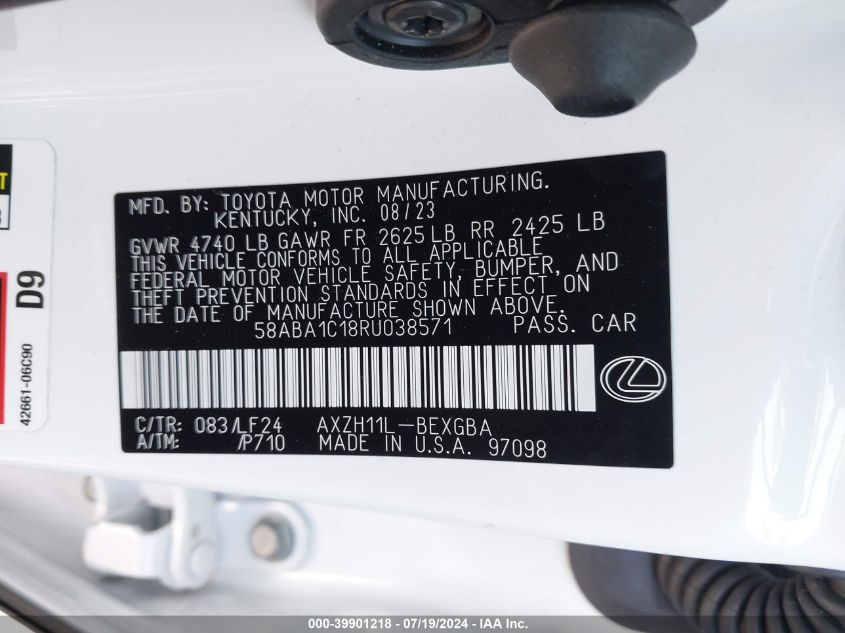 MFD. BY: TOYOTA MOTOR MANUFACTURING.
KENTUCKY, INC. 08/23
GVWR 4740 LB GAWR FR 2625 LB RR 2425 LB
THIS VEHICLE CONFORMS TO ALL APPLICABLE
FEDERAL MOTOR VEHICLE SAFETY, BUMPER, AND
THEFT PREVENTION STANDARDS IN EFFECT ON
THE DATE OF MANUFACTURE SHOWN ABOVE.
58ABA1C18RU038571 PASS. CAR
C/TR: 083/LF24 AXZH11L-BEXGBA
A/TM: /P710 MADE IN U.S.A. 97098
D9
42661-06C90
000-39901218 - 07/19/2024 - IAA Inc.